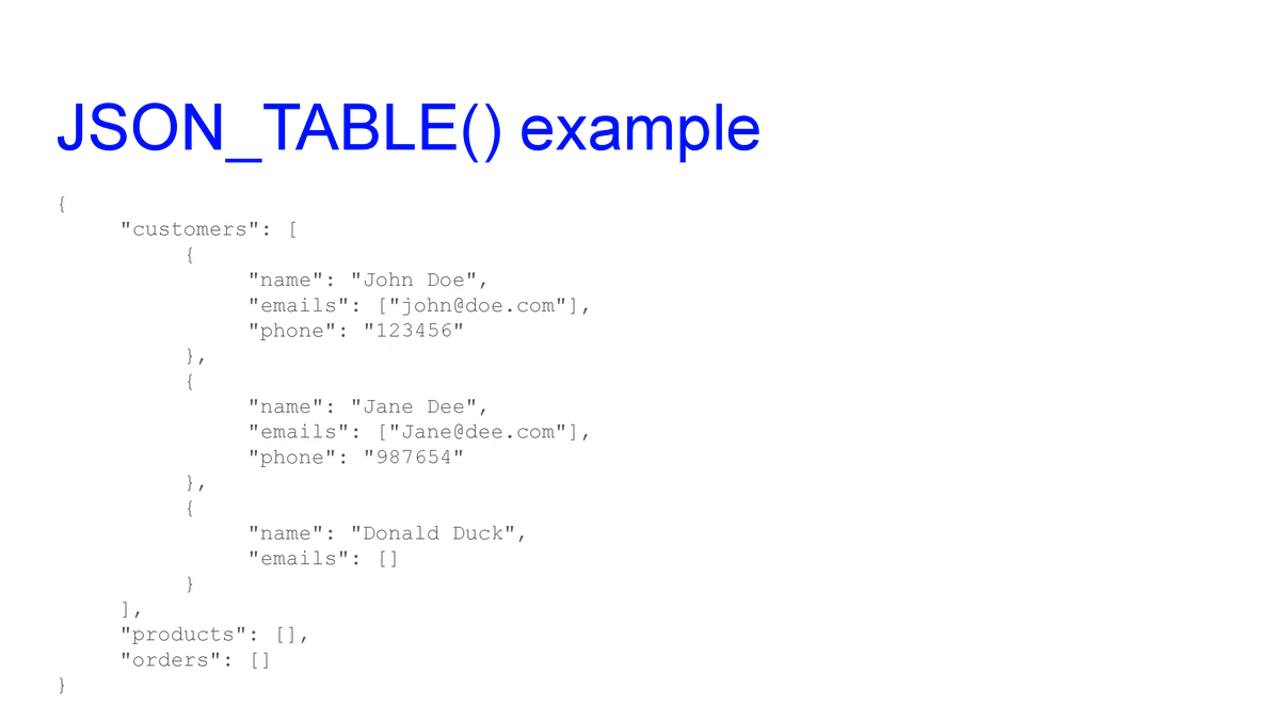 JSON_TABLE() example
{
"customers": [
{
"name": "John Doe",
"emails": ["john@doe.com"],
"phone": "123456"
},
{
"name": "Jane Dee",
"emails": ["Jane@dee.com"],
"phone": "987654"
},
{
"name": "Donald Duck",
"emails": []
}
],
"products": [],
"orders": []
}